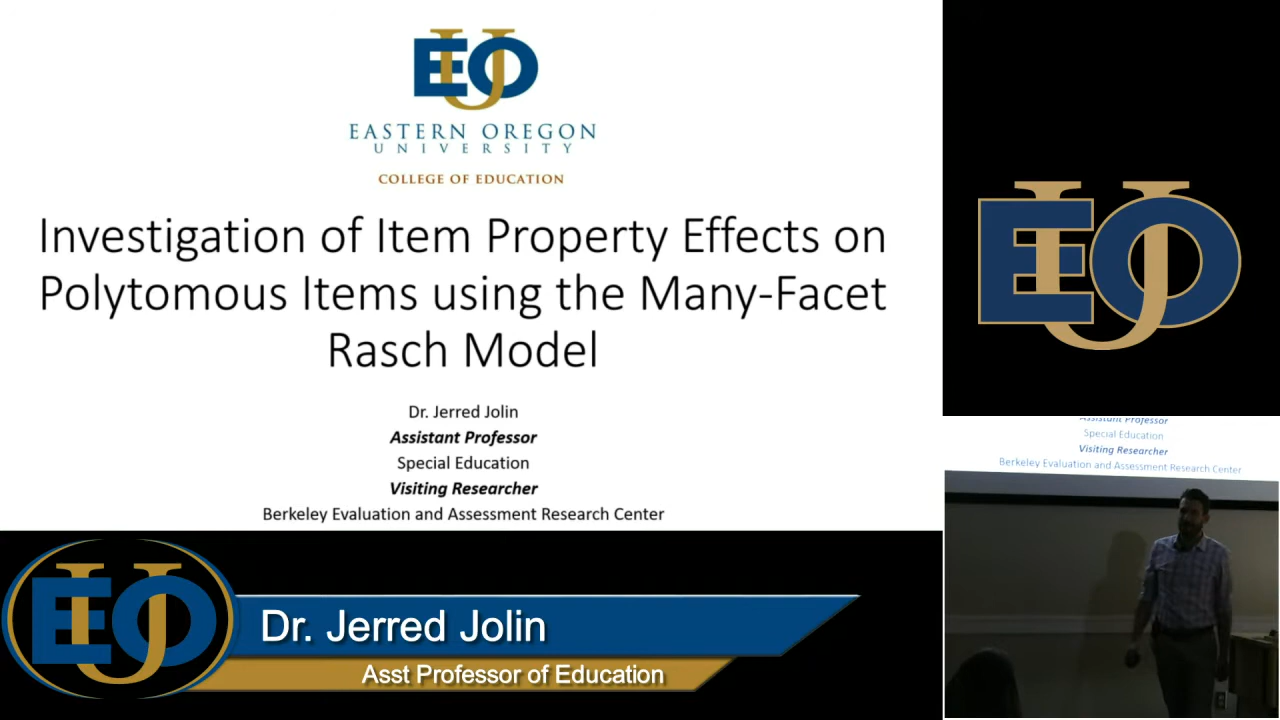 EOU
EASTERN OREGON
UNIVERSITY
COLLEGE OF EDUCATION
Investigation of Item Property Effects on
Polytomous Items using the Many-Facet
Rasch Model
Dr. Jerred Jolin
Assistant Professor
Special Education
Visiting Researcher
Berkeley Evaluation and Assessment Research Center
EOU
Assistant Professor
Special Education
Visiting Researcher
Berkeley Evaluation and Assessment Research Center
EOU
Dr. Jerred Jolin
Asst Professor of Education